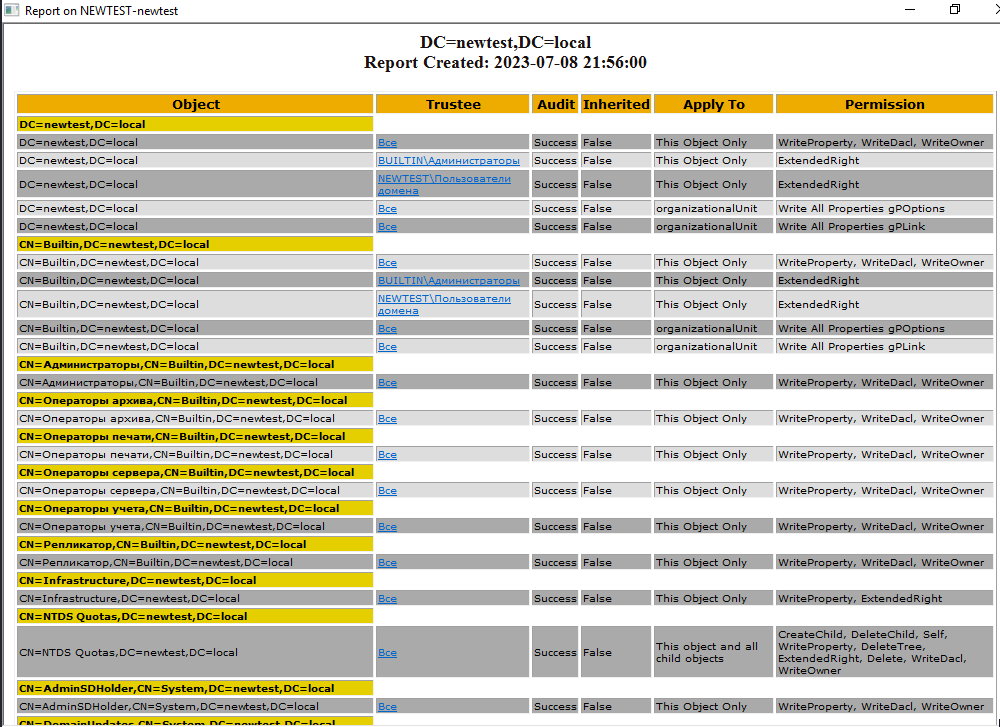 Report on NEWTEST-newtest
DC=newtest,DC=local
Report Created: 2023-07-08 21:56:00
Object Trustee Audit Inherited Apply To Permission
DC=newtest,DC=local
DC=newtest,DC=local Все Success False This Object Only WriteProperty, WriteDacl, WriteOwner
DC=newtest,DC=local BUILTIN\Администраторы Success False This Object Only ExtendedRight
DC=newtest,DC=local NEWTEST\Пользователи
домена Success False This Object Only ExtendedRight
DC=newtest,DC=local Все Success False organizationalUnit Write All Properties gPOptions
DC=newtest,DC=local Все Success False organizationalUnit Write All Properties gPLink
CN=Builtin,DC=newtest,DC=local
CN=Builtin,DC=newtest,DC=local Все Success False This Object Only WriteProperty, WriteDacl, WriteOwner
CN=Builtin,DC=newtest,DC=local BUILTIN\Администраторы Success False This Object Only ExtendedRight
CN=Builtin,DC=newtest,DC=local NEWTEST\Пользователи
домена Success False This Object Only ExtendedRight
CN=Builtin,DC=newtest,DC=local Все Success False organizationalUnit Write All Properties gPOptions
CN=Builtin,DC=newtest,DC=local Все Success False organizationalUnit Write All Properties gPLink
CN=Администраторы,CN=Builtin,DC=newtest,DC=local
CN=Администраторы,CN=Builtin,DC=newtest,DC=local Все Success False This Object Only WriteProperty, WriteDacl, WriteOwner
CN=Операторы архива,CN=Builtin,DC=newtest,DC=local
CN=Операторы архива,CN=Builtin,DC=newtest,DC=local Все Success False This Object Only WriteProperty, WriteDacl, WriteOwner
CN=Операторы печати,CN=Builtin,DC=newtest,DC=local
CN=Операторы печати,CN=Builtin,DC=newtest,DC=local Все Success False This Object Only WriteProperty, WriteDacl, WriteOwner
CN=Операторы сервера,CN=Builtin,DC=newtest,DC=local
CN=Операторы сервера,CN=Builtin,DC=newtest,DC=local Все Success False This Object Only WriteProperty, WriteDacl, WriteOwner
CN=Операторы учета,CN=Builtin,DC=newtest,DC=local
CN=Операторы учета,CN=Builtin,DC=newtest,DC=local Все Success False This Object Only WriteProperty, WriteDacl, WriteOwner
CN=Репликатор,CN=Builtin,DC=newtest,DC=local
CN=Репликатор,CN=Builtin,DC=newtest,DC=local Все Success False This Object Only WriteProperty, WriteDacl, WriteOwner
CN=Infrastructure,DC=newtest,DC=local
CN=Infrastructure,DC=newtest,DC=local Все Success False This Object Only WriteProperty, ExtendedRight
CN=NTDS Quotas,DC=newtest,DC=local
CN=NTDS Quotas,DC=newtest,DC=local Все Success False This object and all
child objects CreateChild, DeleteChild, Self,
WriteProperty, DeleteTree,
ExtendedRight, Delete, WriteDacl,
WriteOwner
CN=AdminSDHolder,CN=System,DC=newtest,DC=local
CN=AdminSDHolder,CN=System,DC=newtest,DC=local Все Success False This Object Only WriteProperty, WriteDacl, WriteOwner
CN=DomainUpdates,CN=System,DC=newtest,DC=local